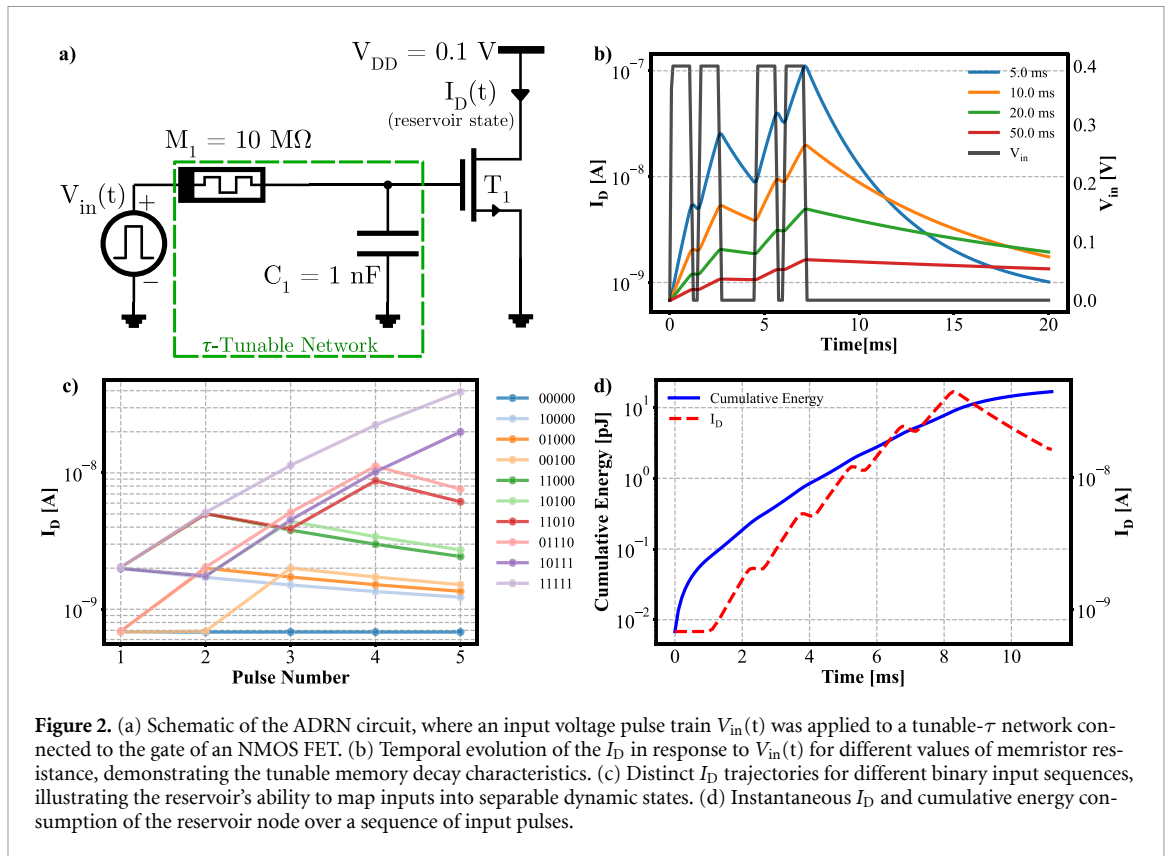 a)
V_DD = 0.1 V
I_D(t)
(reservoir state)
M_1 = 10 MΩ
V_in(t)
+
−
T_1
C_1 = 1 nF
τ-Tunable Network
b)
10^−7
10^−8
10^−9
I_D [A]
5.0 ms
10.0 ms
20.0 ms
50.0 ms
V_in
0.4
0.3
0.2
0.1
0.0
V_in [V]
0 5 10 15 20
Time[ms]
c)
10^−8
10^−9
I_D [A]
1 2 3 4 5
Pulse Number
00000
10000
01000
00100
11000
10100
11010
01110
10111
11111
d)
Cumulative Energy
I_D
10^1
10^0
10^−1
10^−2
Cumulative Energy [pJ]
10^−8
10^−9
I_D [A]
0 2 4 6 8 10
Time [ms]
Figure 2. (a) Schematic of the ADRN circuit, where an input voltage pulse train V_in(t) was applied to a tunable-τ network con-
nected to the gate of an NMOS FET. (b) Temporal evolution of the I_D in response to V_in(t) for different values of memristor res-
istance, demonstrating the tunable memory decay characteristics. (c) Distinct I_D trajectories for different binary input sequences,
illustrating the reservoir's ability to map inputs into separable dynamic states. (d) Instantaneous I_D and cumulative energy con-
sumption of the reservoir node over a sequence of input pulses.